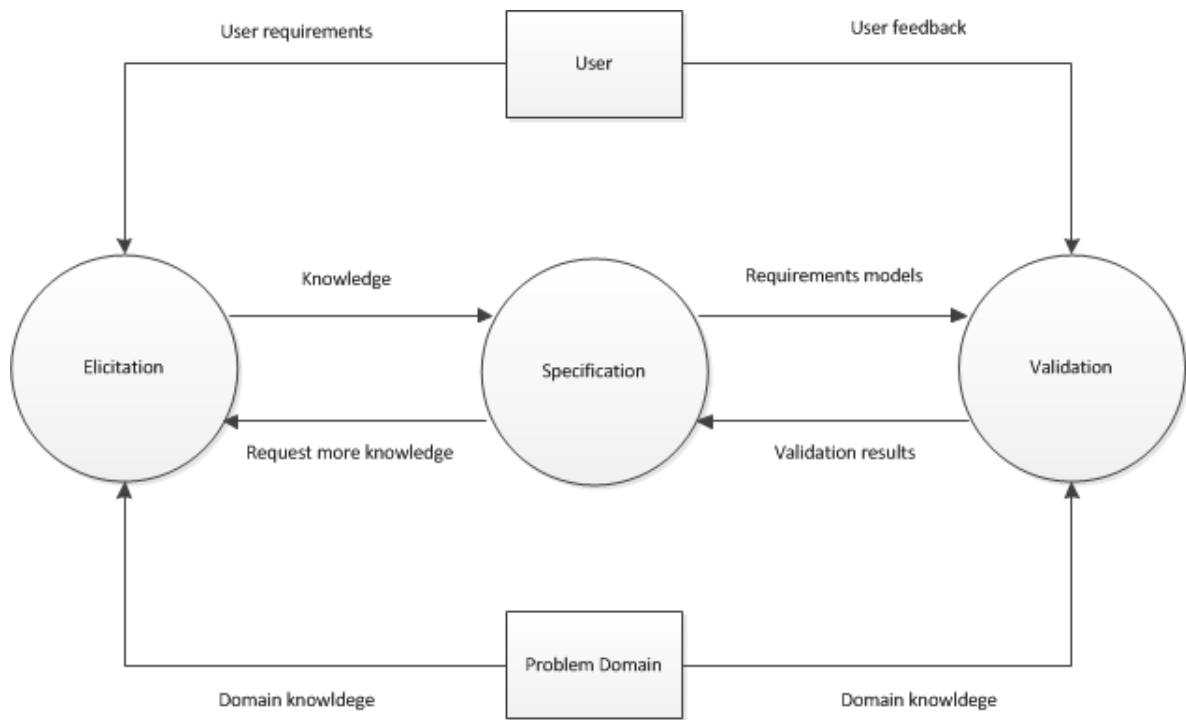 User requirements
User
User feedback
Knowledge
Requirements models
Elicitation
Specification
Validation
Request more knowledge
Validation results
Problem Domain
Domain knowldege
Domain knowldege